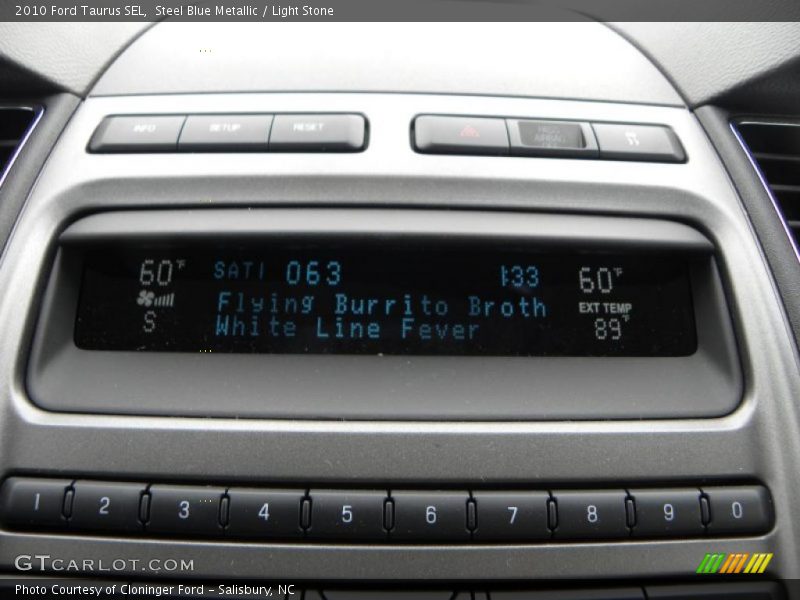 2010 Ford Taurus SEL, Steel Blue Metallic / Light Stone
INFO SETUP RESET
60°F SAT1 063 1:33 60°F
Flying Burrito Broth
EXT TEMP
S White Line Fever 89°F
1 2 3 4 5 6 7 8 9 0
GTCARLOT.COM
Photo Courtesy of Cloninger Ford - Salisbury, NC